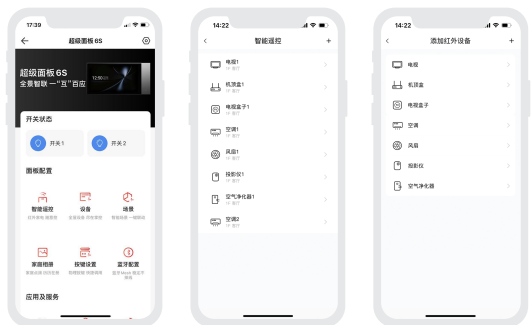 17:39
超级面板 6S
超级面板 6S
全景智联 一“互”百应
12:50
开关状态
开关1
开关2
面板配置
智能遥控
设备
场景
家庭相册
按键设置
蓝牙配置
应用及服务
14:22
智能遥控
电视1
机顶盒1
电视盒子1
空调1
风扇1
投影仪1
空气净化器1
空调2
14:22
添加红外设备
电视
机顶盒
电视盒子
空调
风扇
投影仪
空气净化器